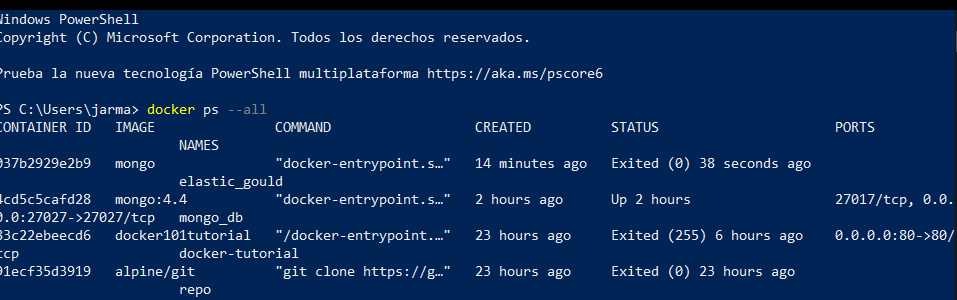 Windows PowerShell
Copyright (C) Microsoft Corporation. Todos los derechos reservados.
Prueba la nueva tecnología PowerShell multiplataforma https://aka.ms/pscore6
PS C:\Users\jarma> docker ps --all
CONTAINER ID   IMAGE               COMMAND                  CREATED          STATUS                      PORTS
                       NAMES
037b2929e2b9   mongo               "docker-entrypoint.s…"   14 minutes ago   Exited (0) 38 seconds ago
                       elastic_gould
4cd5c5cafd28   mongo:4.4           "docker-entrypoint.s…"   2 hours ago      Up 2 hours                  27017/tcp, 0.0.
0.0:27027->27027/tcp   mongo_db
83c22ebeecd6   docker101tutorial   "/docker-entrypoint.…"   23 hours ago     Exited (255) 6 hours ago    0.0.0.0:80->80/
tcp                    docker-tutorial
91ecf35d3919   alpine/git          "git clone https://g…"   23 hours ago     Exited (0) 23 hours ago
                       repo